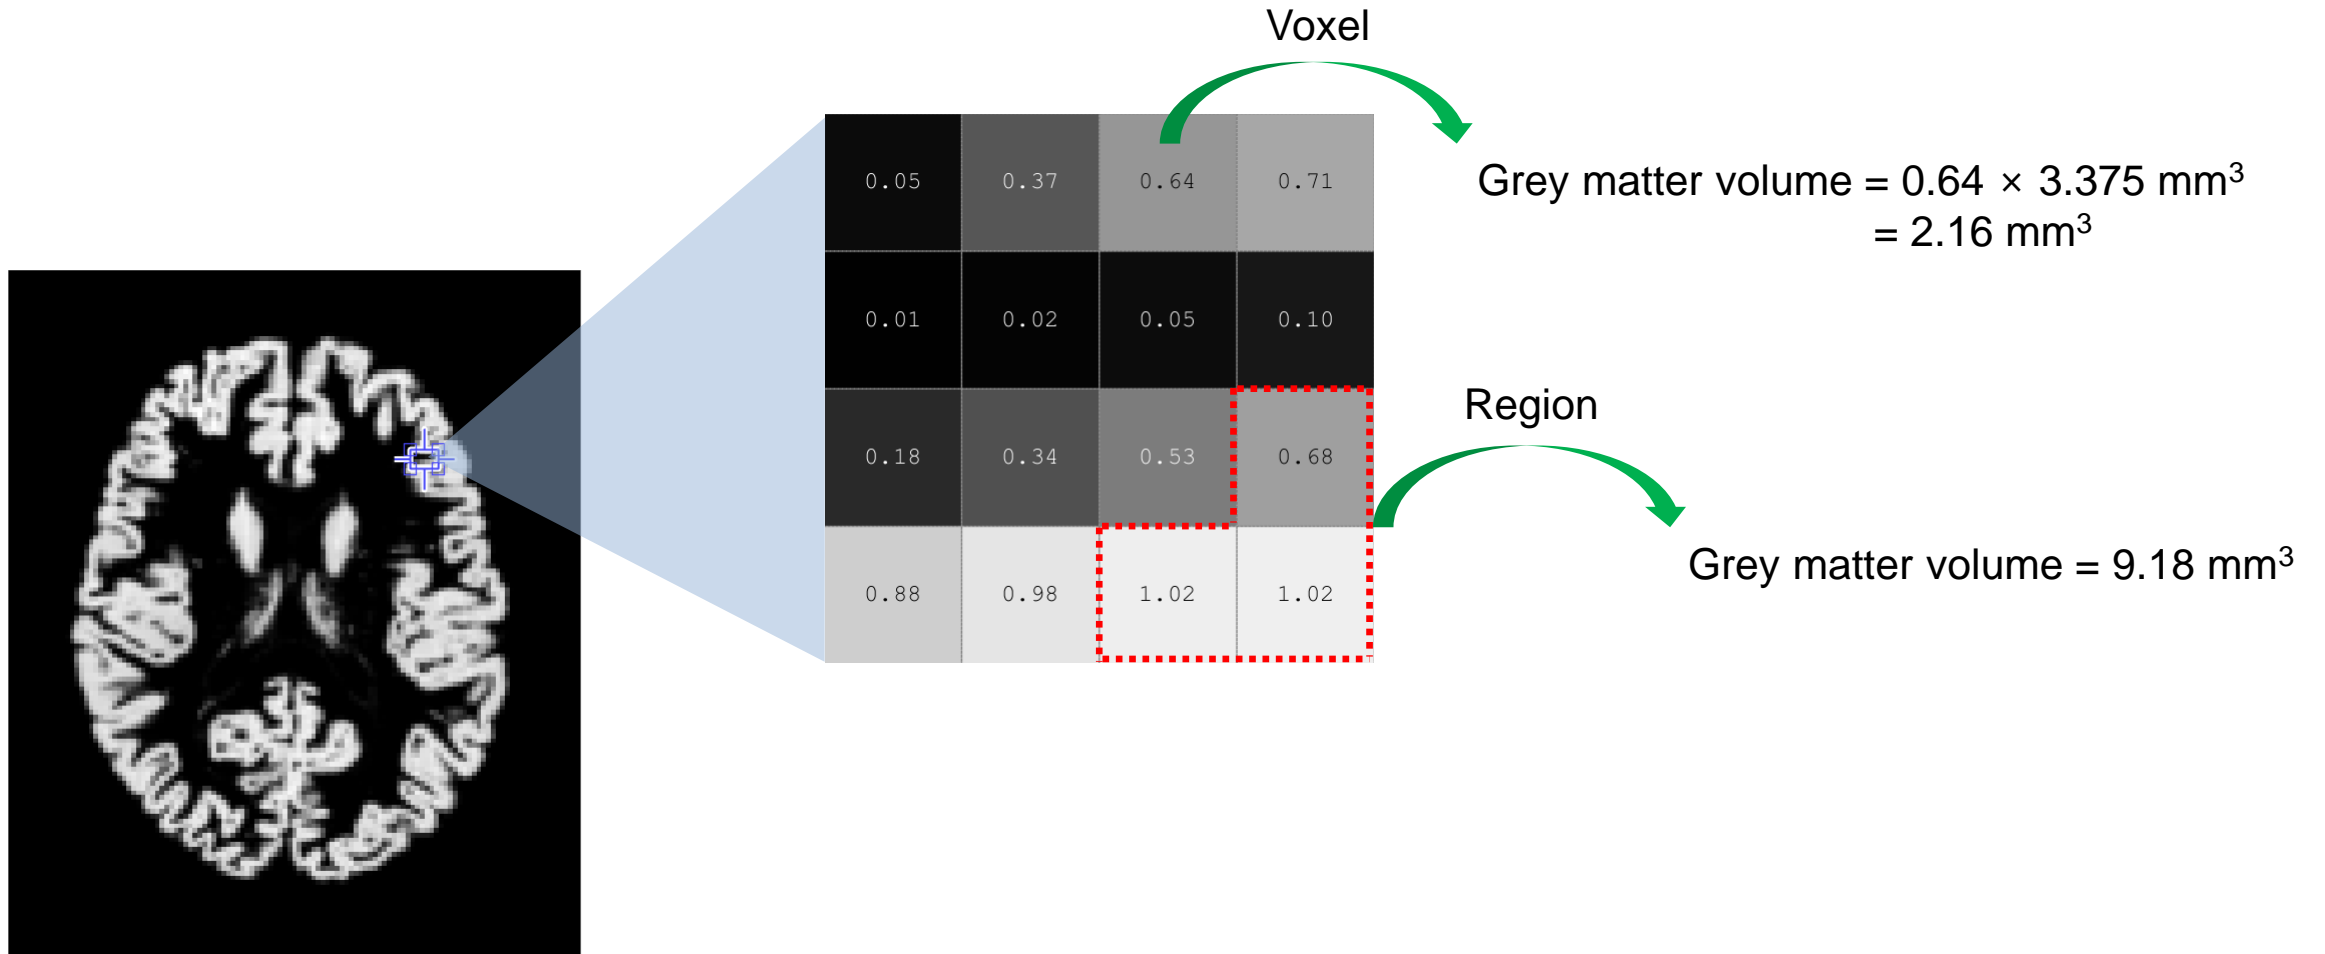 Voxel
0.05 0.37 0.64 0.71
Grey matter volume = 0.64 × 3.375 mm³
= 2.16 mm³
0.01 0.02 0.05 0.10
Region
0.18 0.34 0.53 0.68
Grey matter volume = 9.18 mm³
0.88 0.98 1.02 1.02